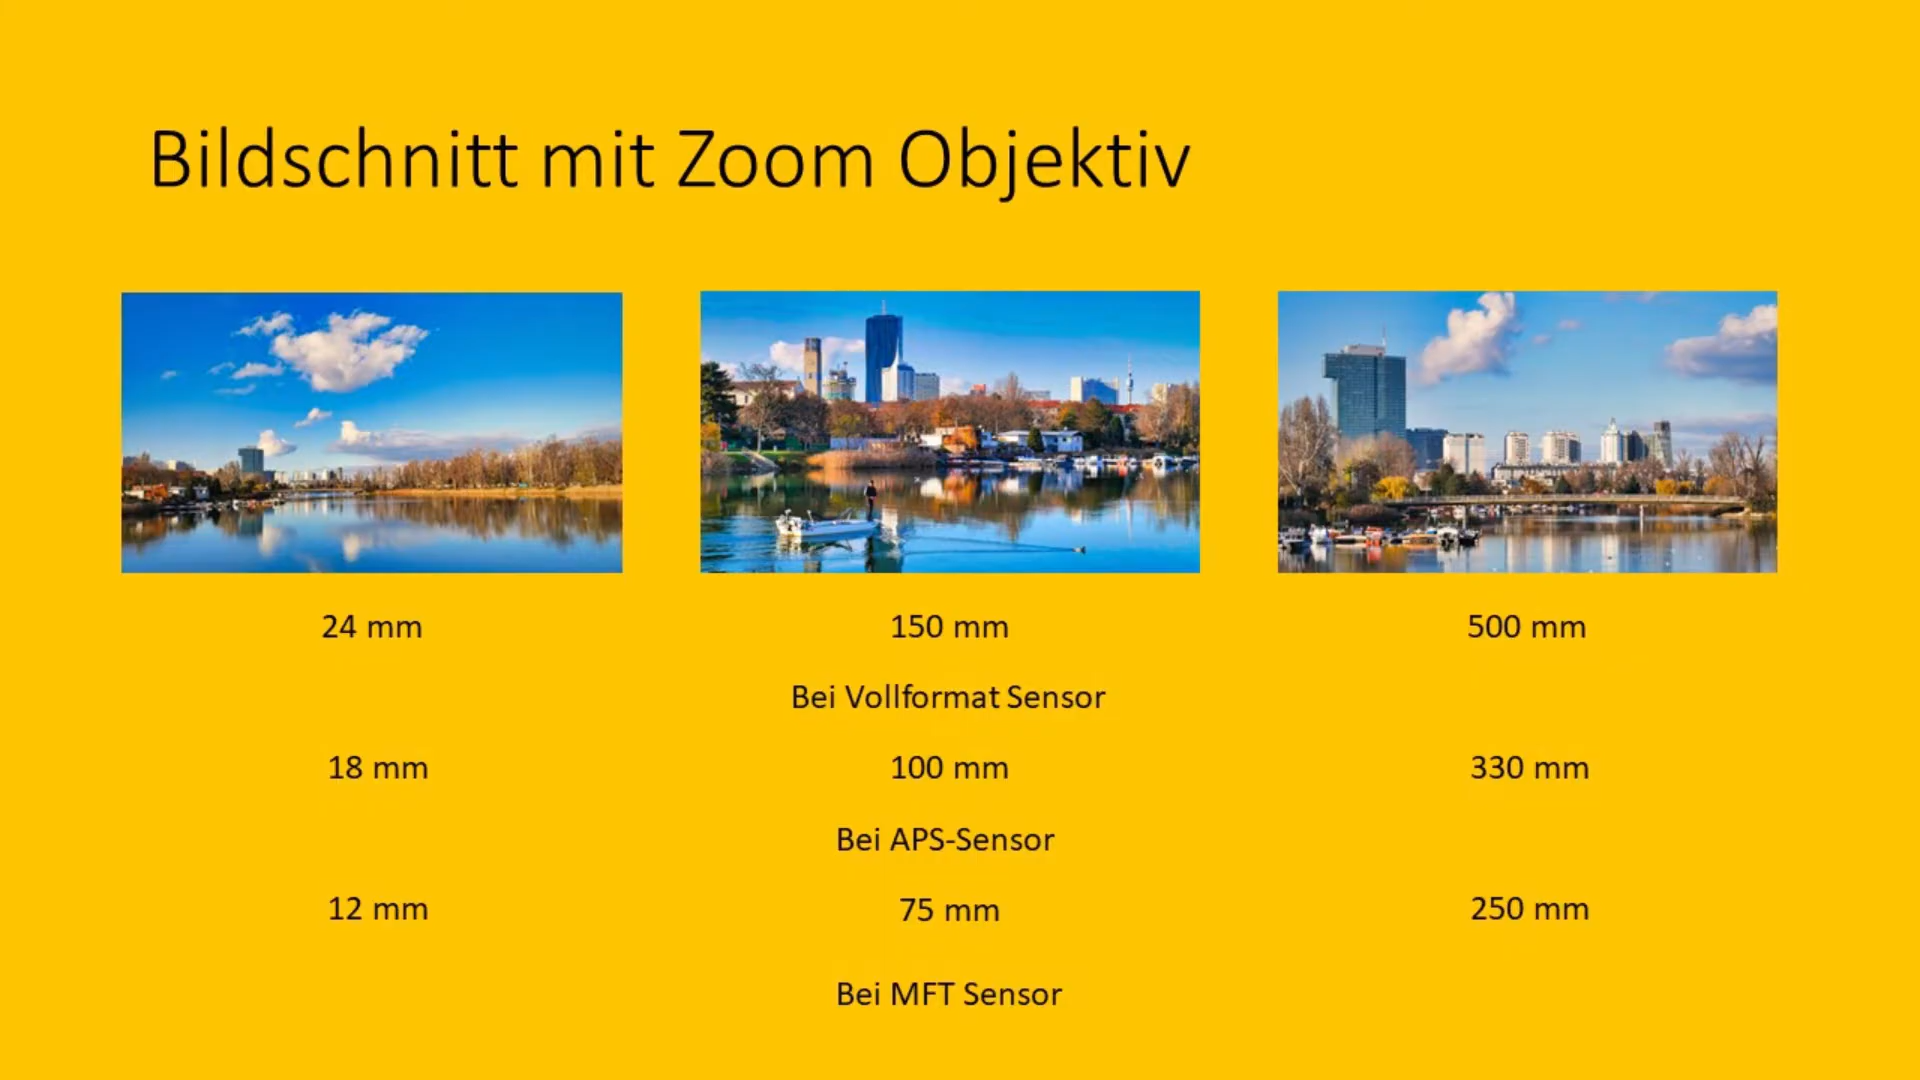 Bildschnitt mit Zoom Objektiv
24 mm 150 mm 500 mm
Bei Vollformat Sensor
18 mm 100 mm 330 mm
Bei APS-Sensor
12 mm 75 mm 250 mm
Bei MFT Sensor